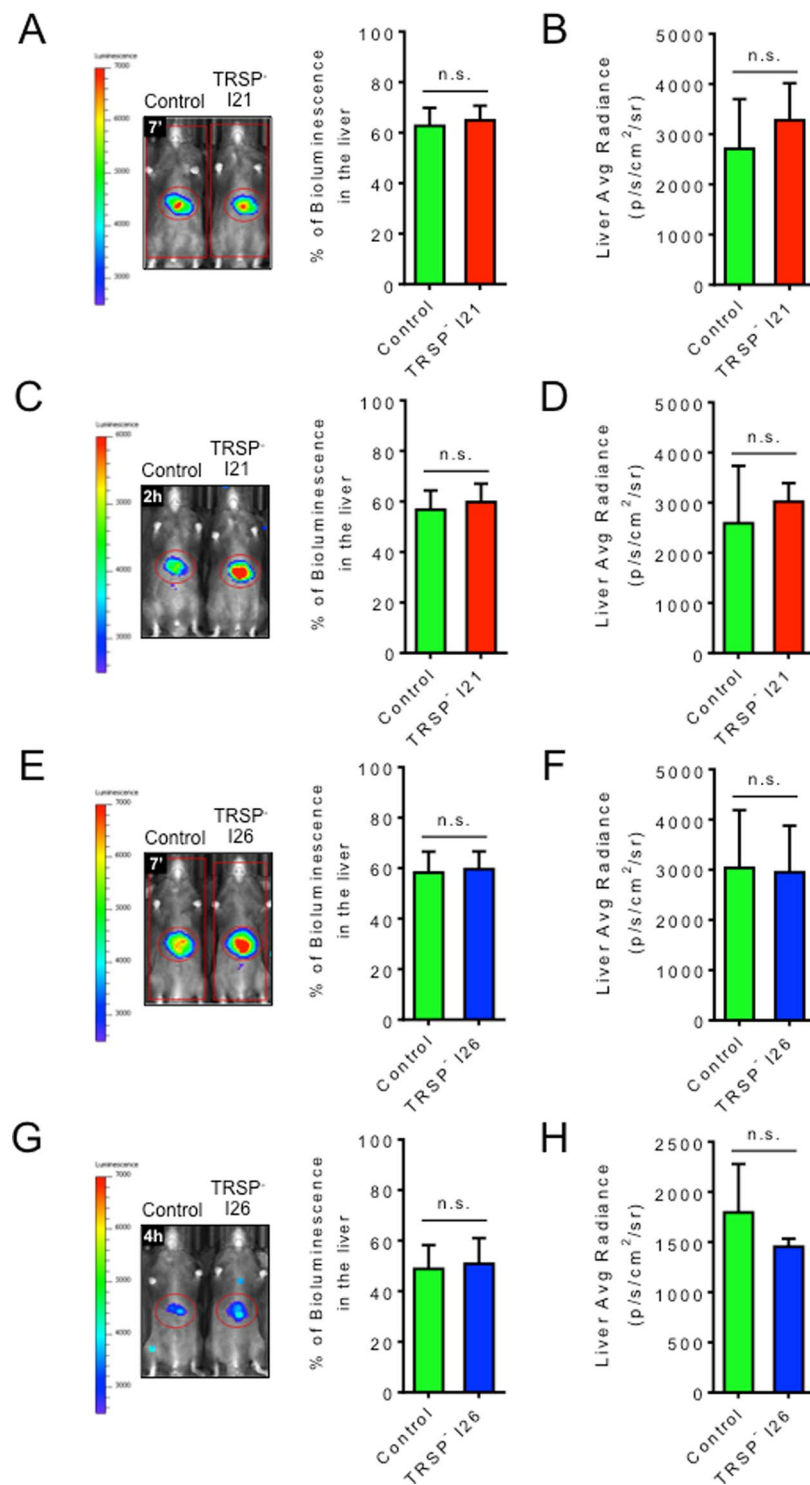 A
Luminescence
7000
6000
5000
4000
3000
Control
TRSP-
I21
7'
% of Bioluminescence
in the liver
100
80
60
40
20
0
n.s.
Control
TRSP- I21
B
Liver Avg Radiance
(p/s/cm²/sr)
5000
4000
3000
2000
1000
0
n.s.
Control
TRSP- I21
C
Luminescence
6000
5000
4000
3000
Control
TRSP-
I21
2h
% of Bioluminescence
in the liver
100
80
60
40
20
0
n.s.
Control
TRSP- I21
D
Liver Avg Radiance
(p/s/cm²/sr)
5000
4000
3000
2000
1000
0
n.s.
Control
TRSP- I21
E
Luminescence
7000
6000
5000
4000
3000
Control
TRSP-
I26
7'
% of Bioluminescence
in the liver
100
80
60
40
20
0
n.s.
Control
TRSP- I26
F
Liver Avg Radiance
(p/s/cm²/sr)
5000
4000
3000
2000
1000
0
n.s.
Control
TRSP- I26
G
Luminescence
7000
6000
5000
4000
3000
Control
TRSP-
I26
4h
% of Bioluminescence
in the liver
100
80
60
40
20
0
n.s.
Control
TRSP- I26
H
Liver Avg Radiance
(p/s/cm²/sr)
2500
2000
1500
1000
500
0
n.s.
Control
TRSP- I26